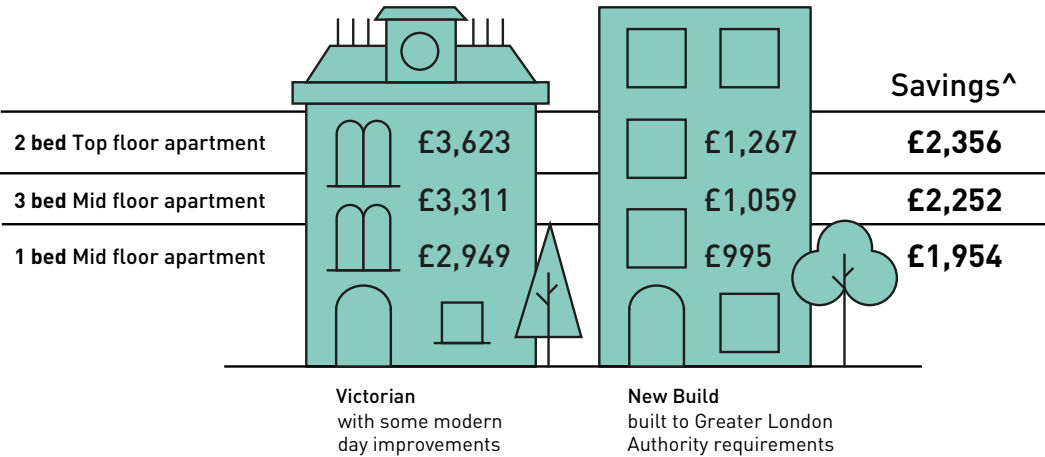 Savings^
2 bed Top floor apartment £3,623 £1,267 £2,356
3 bed Mid floor apartment £3,311 £1,059 £2,252
1 bed Mid floor apartment £2,949 £995 £1,954
Victorian
with some modern
day improvements
New Build
built to Greater London
Authority requirements